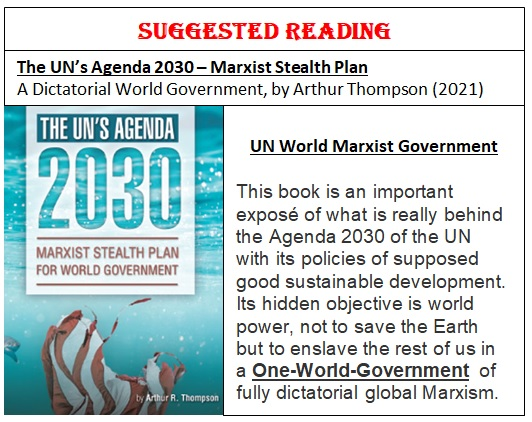 SUGGESTED READING
The UN's Agenda 2030 – Marxist Stealth Plan
A Dictatorial World Government, by Arthur Thompson (2021)
THE UN'S AGENDA
2030
MARXIST STEALTH PLAN
FOR WORLD GOVERNMENT
by Arthur R. Thompson
UN World Marxist Government
This book is an important
exposé of what is really behind
the Agenda 2030 of the UN
with its policies of supposed
good sustainable development.
Its hidden objective is world
power, not to save the Earth
but to enslave the rest of us in
a One-World-Government of
fully dictatorial global Marxism.